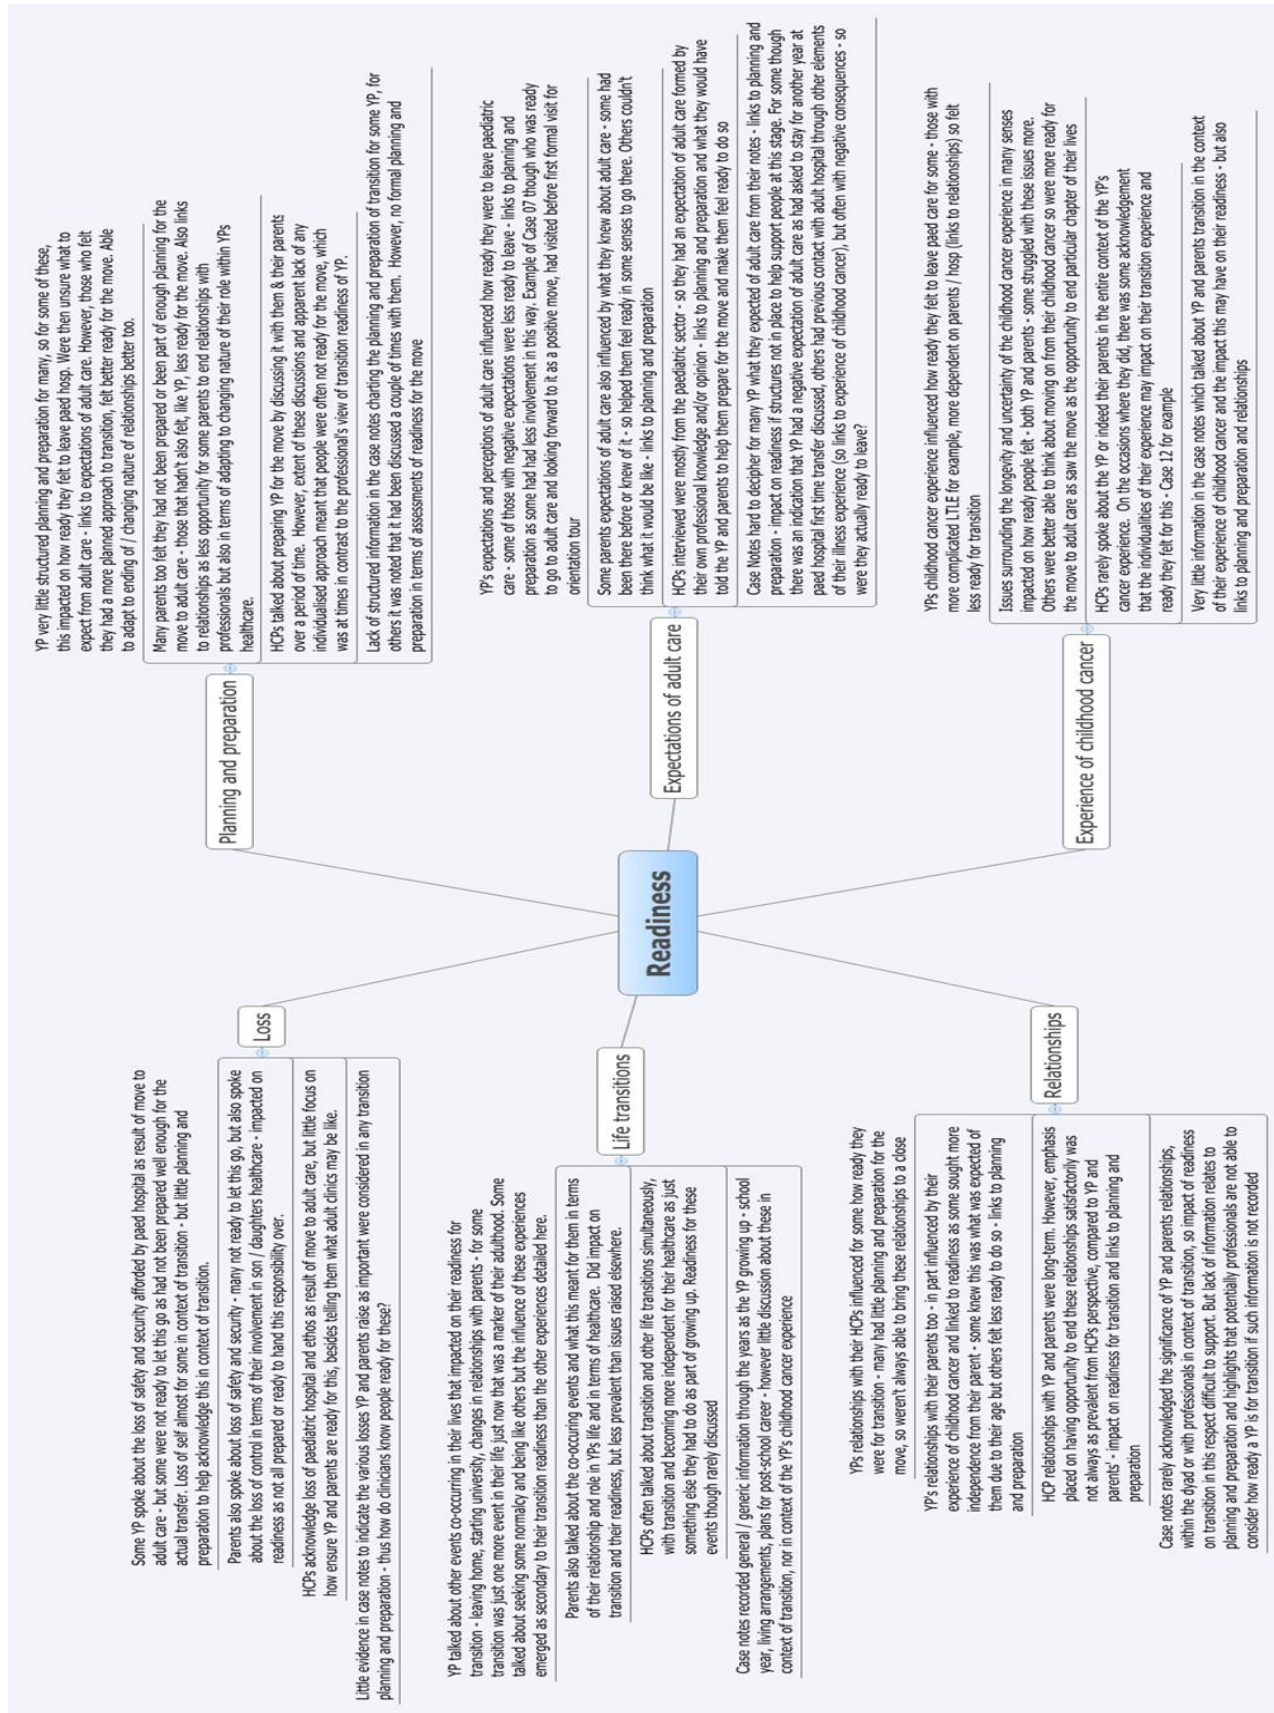 Readiness
Planning and preparation
YP very little structured planning and preparation for many, so for some of these,
this impacted on how ready they felt to leave paed hosp. Were then unsure what to
expect from adult care - links to expectations of adult care. However, those who felt
they had a more planned approach to transition, felt better ready for the move. Able
to adapt to ending of / changing nature of relationships better too.
Many parents too felt they had not been prepared or been part of enough planning for the
move to adult care - those that hadn't also felt, like YP, less ready for the move. Also links
to relationships as less opportunity for some parents to end relationships with
professionals but also in terms of adapting to changing nature of their role within YPs
healthcare.
HCPs talked about preparing YP for the move by discussing it with them & their parents
over a period of time. However, extent of these discussions and apparent lack of any
individualised approach meant that people were often not ready for the move, which
was at times in contrast to the professional's view of transition readiness of YP.
Lack of structured information in the case notes charting the planning and preparation of transition for some YP, for
others it was noted that it had been discussed a couple of times with them. However, no formal planning and
preparation in terms of assessments of readiness for the move
Expectations of adult care
YP's expectations and perceptions of adult care influenced how ready they were to leave paediatric
care - some of those with negative expectations were less ready to leave - links to planning and
preparation as some had had less involvement in this way. Example of Case 07 though who was ready
to go to adult care and looking forward to it as a positive move, had visited before first formal visit for
orientation tour
Some parents expectations of adult care also influenced by what they knew about adult care - some had
been there before or knew of it - so helped them feel ready in some senses to go there. Others couldn't
think what it would be like - links to planning and preparation
HCPs interviewed were mostly from the paediatric sector - so they had an expectation of adult care formed by
their own professional knowledge and/or opinion - links to planning and preparation and what they would have
told the YP and parents to help them prepare for the move and make them feel ready to do so
Case Notes hard to decipher for many YP what they expected of adult care from their notes - links to planning and
preparation - impact on readiness if structures not in place to help support people at this stage. For some though
there was an indication that YP had a negative expectation of adult care as had asked to stay for another year at
paed hospital first time transfer discussed, others had previous contact with adult hospital through other elements
of their illness experience (so links to experience of childhood cancer), but often with negative consequences - so
were they actually ready to leave?
Experience of childhood cancer
YPs childhood cancer experience influenced how ready they felt to leave paed care for some - those with
more complicated LTLE for example, more dependent on parents / hosp (links to relationships) so felt
less ready for transition
Issues surrounding the longevity and uncertainty of the childhood cancer experience in many senses
impacted on how ready people felt - both YP and parents - some struggled with these issues more.
Others were better able to think about moving on from their childhood cancer so were more ready for
the move to adult care as saw the move as the opportunity to end particular chapter of their lives
HCPs rarely spoke about the YP or indeed their parents in the entire context of the YP's
cancer experience. On the occasions where they did, there was some acknowledgement
that the individualities of their experience may impact on their transition experience and
ready they felt for this - Case 12 for example
Very little information in the case notes which talked about YP and parents transition in the context
of their experience of childhood cancer and the impact this may have on their readiness - but also
links to planning and preparation and relationships
Loss
Some YP spoke about the loss of safety and security afforded by paed hospital as result of move to
adult care - but some were not ready to let this go as had not been prepared well enough for the
actual transfer. Loss of self almost for some in context of transition - but little planning and
preparation to help acknowledge this in context of transition.
Parents also spoke about loss of safety and security - many not ready to let this go, but also spoke
about the loss of control in terms of their involvement in son / daughters healthcare - impacted on
readiness as not all prepared or ready to hand this responsibility over.
HCPs acknowledge loss of paediatric hospital and ethos as result of move to adult care, but little focus on
how ensure YP and parents are ready for this, besides telling them what adult clinics may be like.
Little evidence in case notes to indicate the various losses YP and parents raise as important were considered in any transition
planning and preparation - thus how do clinicians know people ready for these?
Life transitions
YP talked about other events co-occurring in their lives that impacted on their readiness for
transition - leaving home, starting university, changes in relationships with parents - for some
transition was just one more event in their life just now that was a marker of their adulthood. Some
talked about seeking some normalcy and being like others but the influence of these experiences
emerged as secondary to their transition readiness than the other experiences detailed here.
Parents also talked about the co-occuring events and what this meant for them in terms
of their relationship and role in YPs life and in terms of healthcare. Did impact on
transition and their readiness, but less prevalent than issues raised elsewhere.
HCPs often talked about transition and other life transitions simultaneously,
with transition and becoming more independent for their healthcare as just
something else they had to do as part of growing up. Readiness for these
events though rarely discussed
Case notes recorded general / generic information through the years as the YP growing up - school
year, living arrangements, plans for post-school career - however little discussion about these in
context of transition, nor in context of the YP's childhood cancer experience
Relationships
YPs relationships with their HCPs influenced for some how ready they
were for transition - many had little planning and preparation for the
move, so weren't always able to bring these relationships to a close
YP's relationships with their parents too - in part influenced by their
experience of childhood cancer and linked to readiness as some sought more
independence from their parent - some knew this was what was expected of
them due to their age but others felt less ready to do so - links to planning
and preparation
HCP relationships with YP and parents were long-term. However, emphasis
placed on having opportunity to end these relationships satisfactorily was
not always as prevalent from HCPs perspective, compared to YP and
parents' - impact on readiness for transition and links to planning and
preparation
Case notes rarely acknowledged the significance of YP and parents relationships,
within the dyad or with professionals in context of transition, so impact of readiness
on transition in this respect difficult to support. But lack of information relates to
planning and preparation and highlights that potentially professionals are not able to
consider how ready a YP is for transition if such information is not recorded